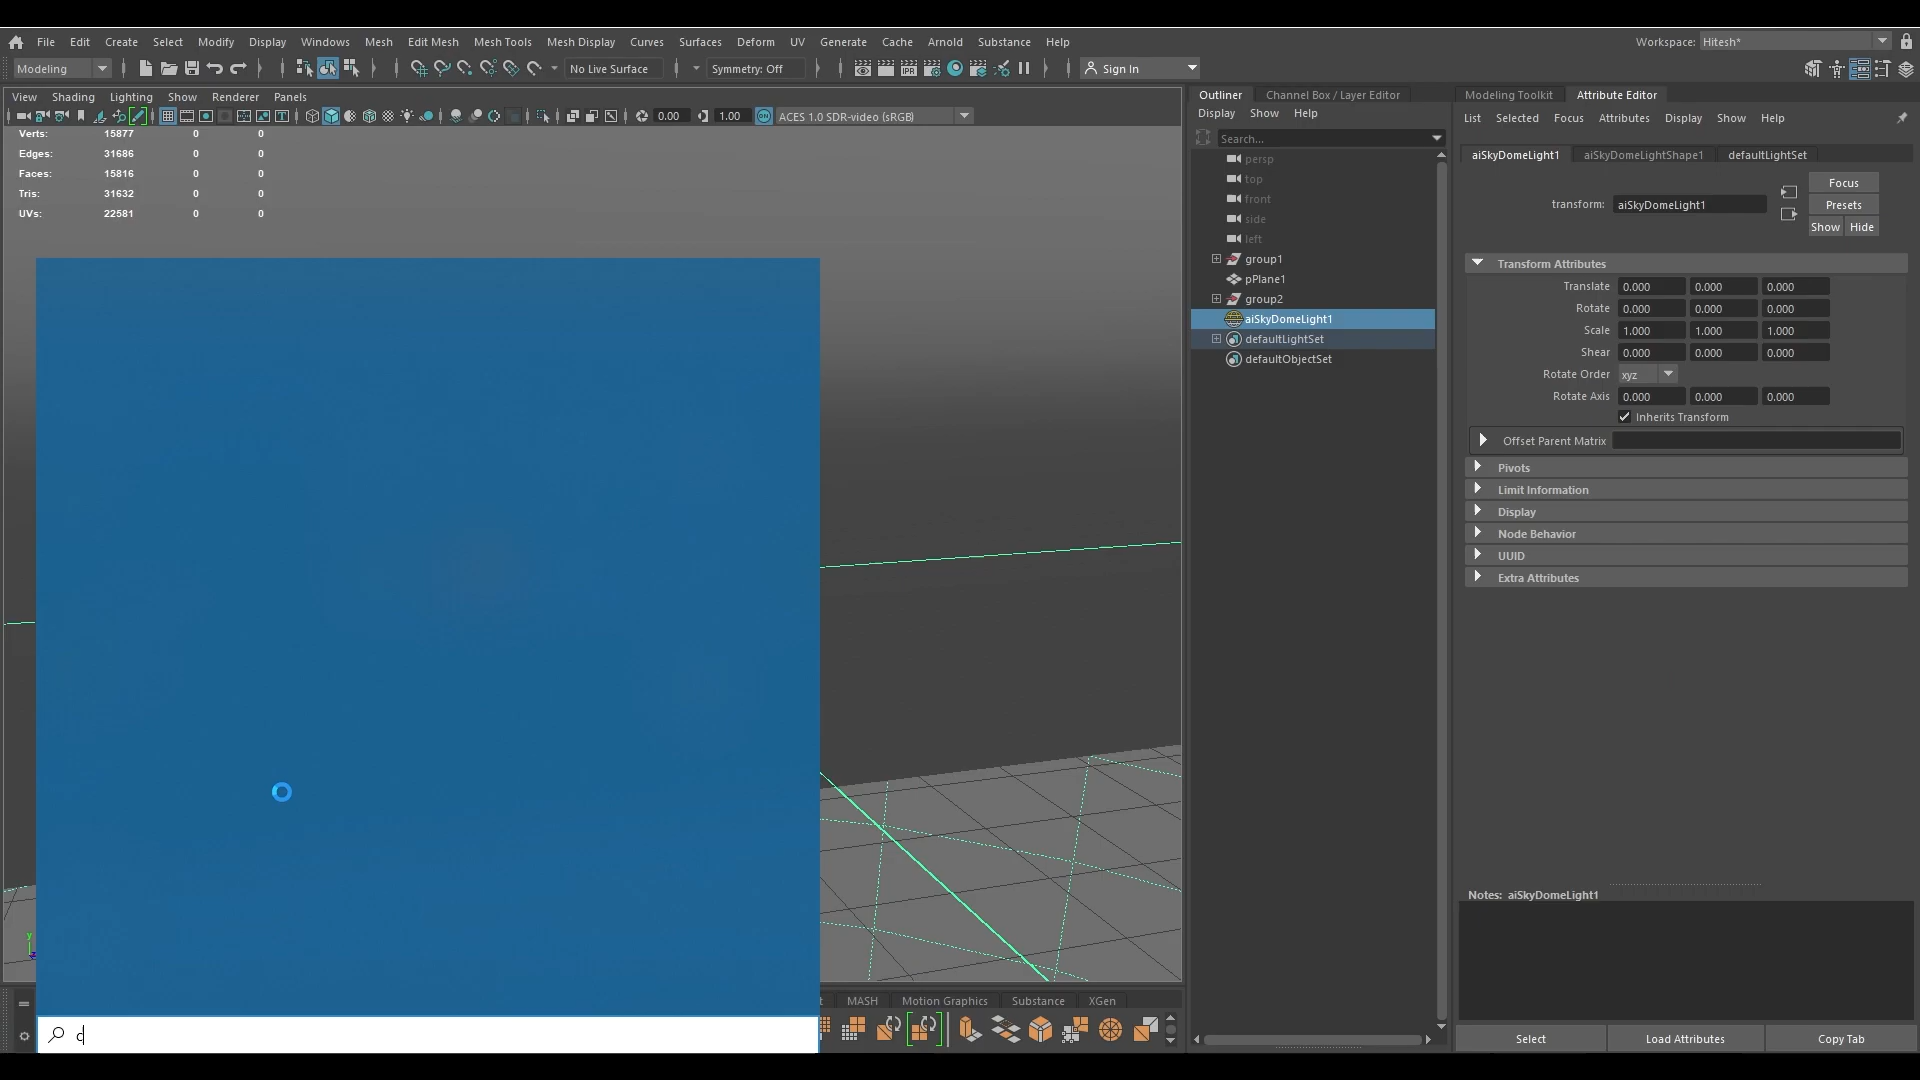 File Edit Create Select Modify Display Windows Mesh Edit Mesh Mesh Tools Mesh Display Curves Surfaces Deform UV Generate Cache Arnold Substance Help Workspace: Hitesh*
Modeling No Live Surface Symmetry: Off IPR Sign In
View Shading Lighting Show Renderer Panels
0.00 1.00 ON ACES 1.0 SDR-video (sRGB)
Verts: 15877 0 0
Edges: 31686 0 0
Faces: 15816 0 0
Tris: 31632 0 0
UVs: 22581 0 0
y
z
c
MASH Motion Graphics Substance XGen
Outliner Channel Box / Layer Editor
Display Show Help
Search...
persp
top
front
side
left
group1
pPlane1
group2
aiSkyDomeLight1
defaultLightSet
defaultObjectSet
Modeling Toolkit Attribute Editor
List Selected Focus Attributes Display Show Help
aiSkyDomeLight1 aiSkyDomeLightShape1 defaultLightSet
Focus
transform: aiSkyDomeLight1 Presets
Show Hide
Transform Attributes
Translate 0.000 0.000 0.000
Rotate 0.000 0.000 0.000
Scale 1.000 1.000 1.000
Shear 0.000 0.000 0.000
Rotate Order xyz
Rotate Axis 0.000 0.000 0.000
Inherits Transform
Offset Parent Matrix
Pivots
Limit Information
Display
Node Behavior
UUID
Extra Attributes
Notes: aiSkyDomeLight1
Select Load Attributes Copy Tab